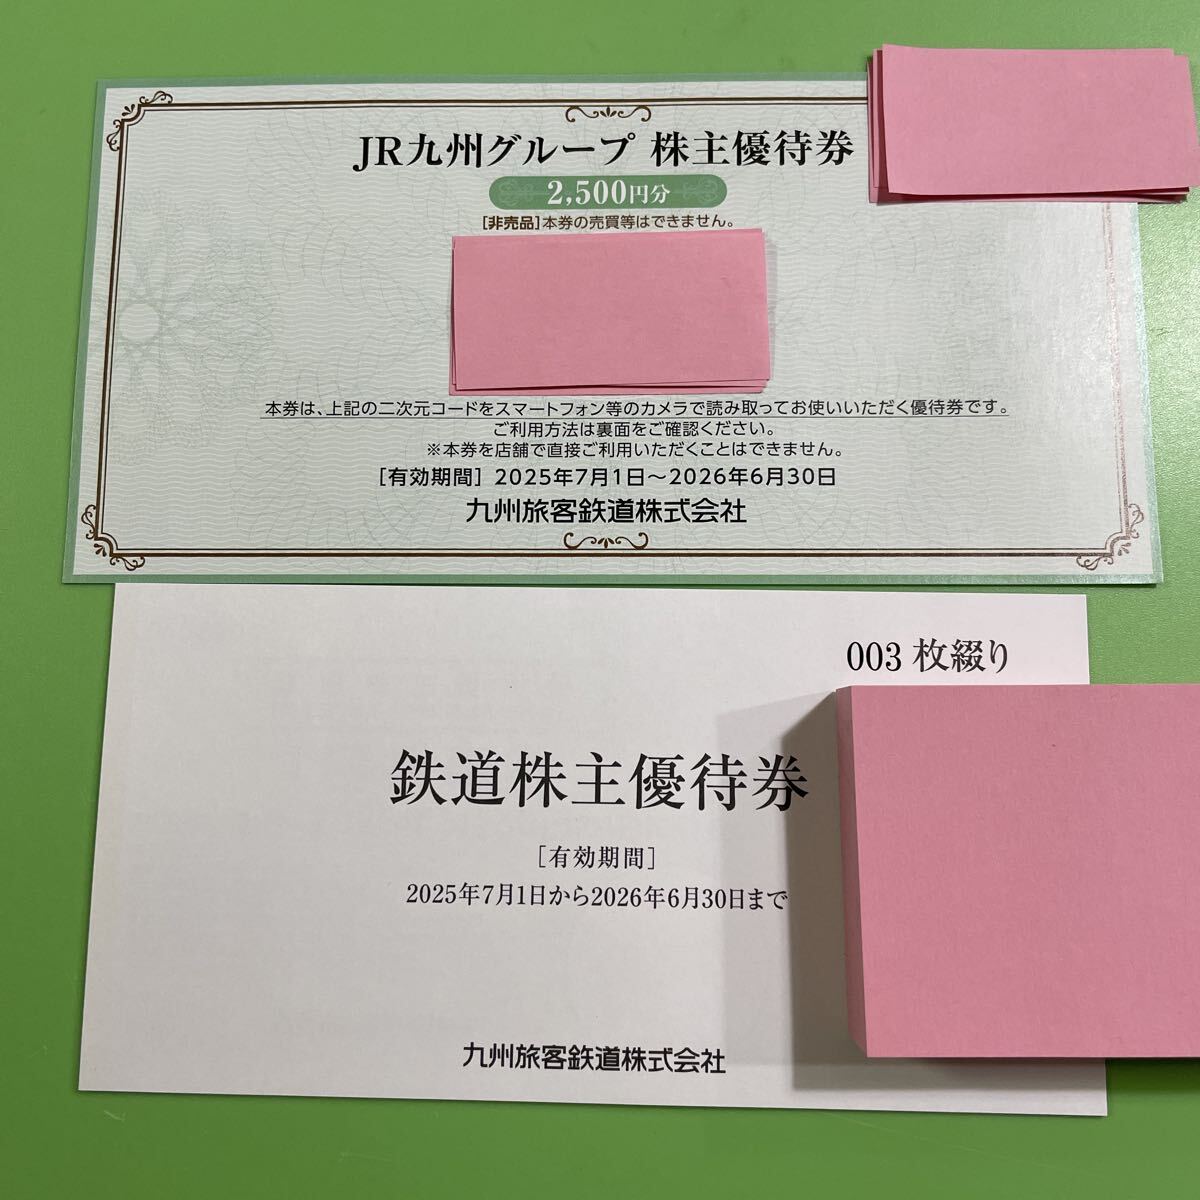 JR九州グループ 株主優待券
2,500円分
[非売品]本券の売買等はできません。
本券は、上記の二次元コードをスマートフォン等のカメラで読み取ってお使いいただく優待券です。
ご利用方法は裏面をご確認ください。
※本券を店舗で直接ご利用いただくことはできません。
[有効期間] 2025年7月1日～2026年6月30日
九州旅客鉄道株式会社
003 枚綴り
鉄道株主優待券
[有効期間]
2025年7月1日から2026年6月30日まで
九州旅客鉄道株式会社